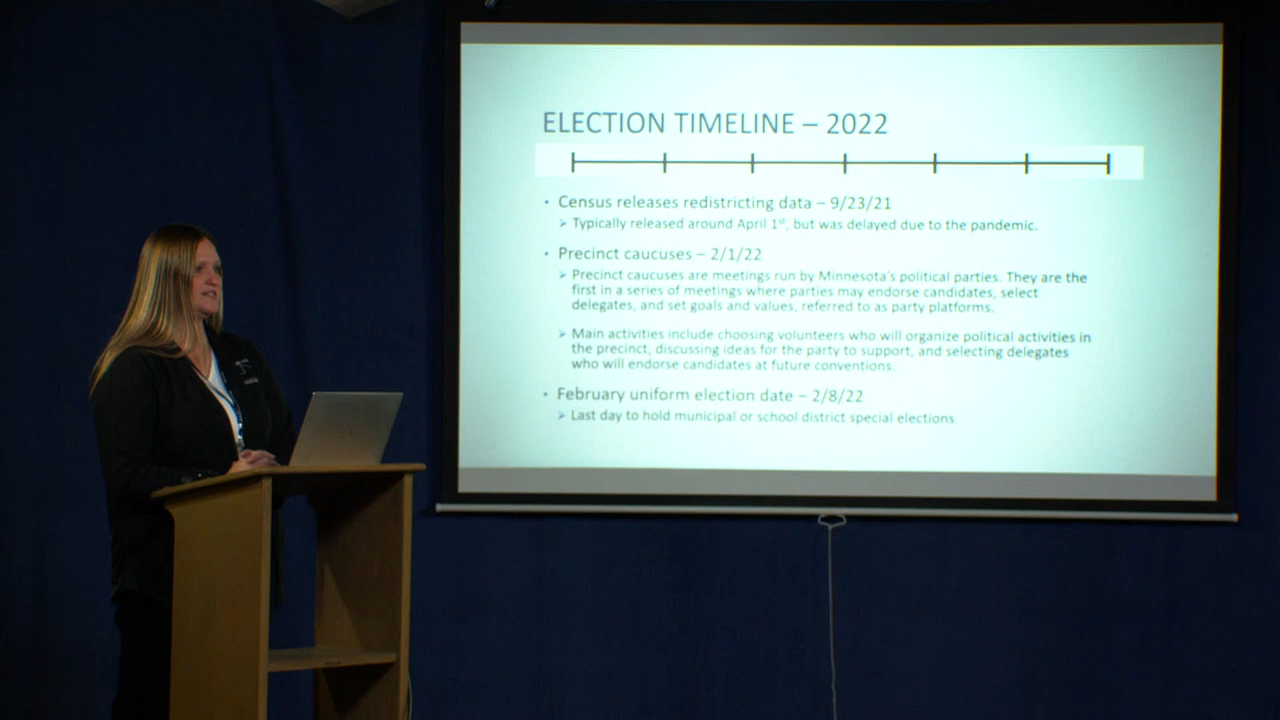 ELECTION TIMELINE – 2022
• Census releases redistricting data – 9/23/21
➢ Typically released around April 1st, but was delayed due to the pandemic.
• Precinct caucuses – 2/1/22
➢ Precinct caucuses are meetings run by Minnesota's political parties. They are the
first in a series of meetings where parties may endorse candidates, select
delegates, and set goals and values, referred to as party platforms.
➢ Main activities include choosing volunteers who will organize political activities in
the precinct, discussing ideas for the party to support, and selecting delegates
who will endorse candidates at future conventions.
• February uniform election date – 2/8/22
➢ Last day to hold municipal or school district special elections